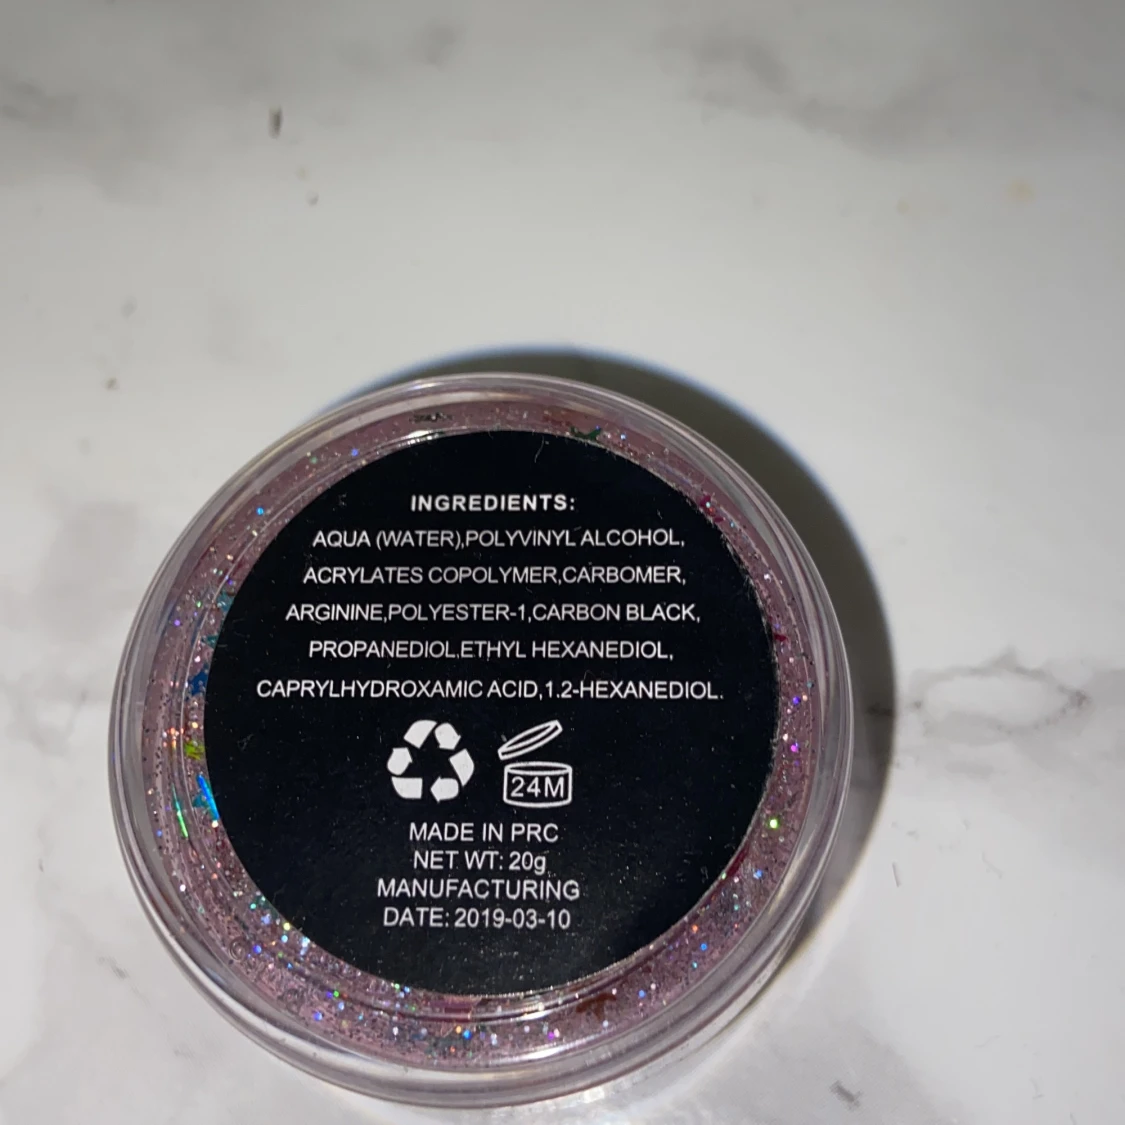 INGREDIENTS:
AQUA (WATER),POLYVINYL ALCOHOL,
ACRYLATES COPOLYMER,CARBOMER,
ARGININE,POLYESTER-1,CARBON BLACK,
PROPANEDIOL,ETHYL HEXANEDIOL,
CAPRYLHYDROXAMIC ACID,1.2-HEXANEDIOL.
24M
MADE IN PRC
NET WT: 20g
MANUFACTURING
DATE: 2019-03-10